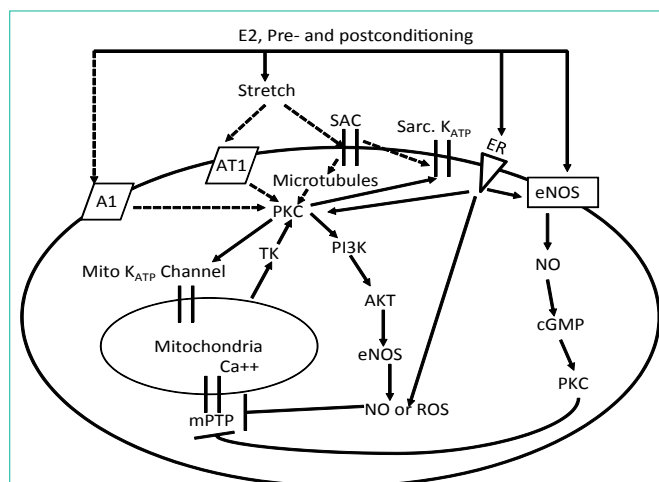 E2, Pre- and postconditioning
Stretch
SAC
Sarc. KATP
ER
AT1
Microtubules
A1
PKC
eNOS
TK
PI3K
NO
Mito KATP Channel
AKT
cGMP
Mitochondria
Ca++
eNOS
PKC
mPTP
NO or ROS